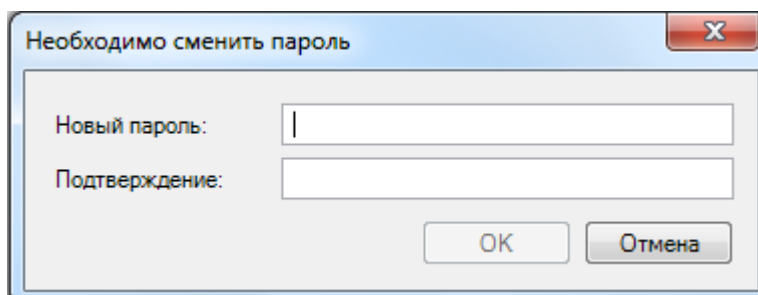 Необходимо сменить пароль
Новый пароль:
Подтверждение:
OK Отмена